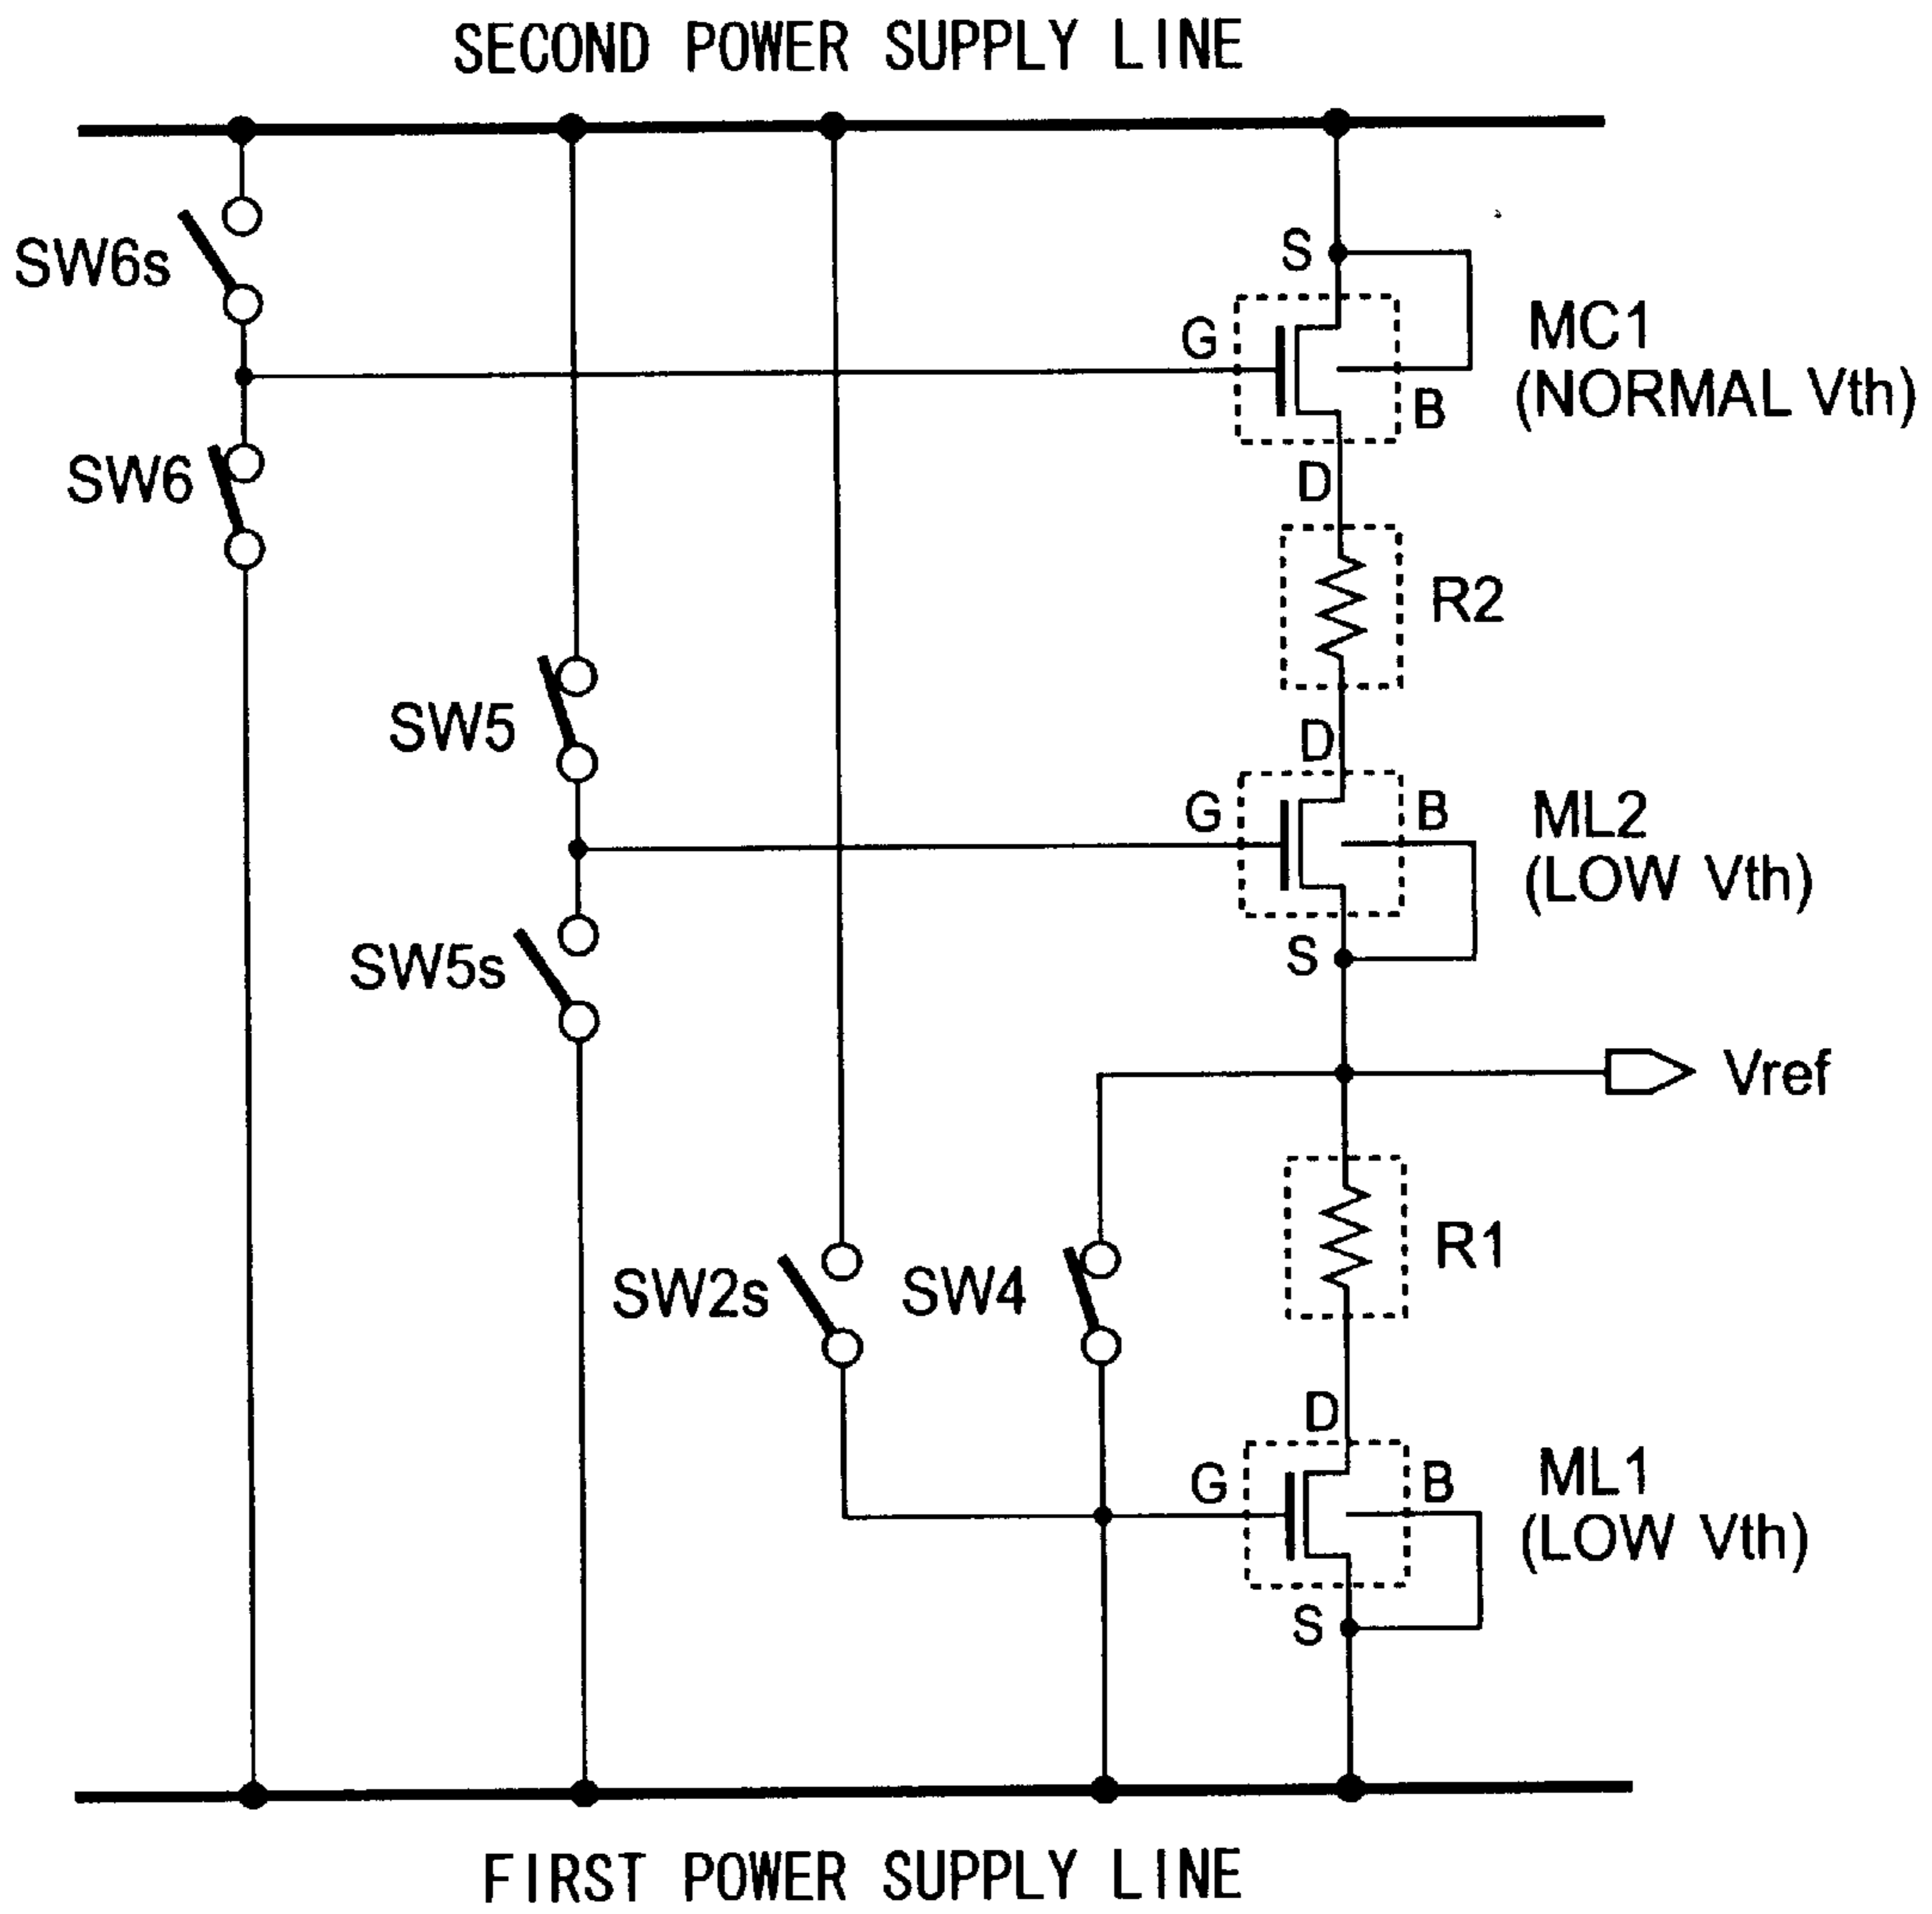 SECOND POWER SUPPLY LINE
SW6s
S
G
MC1
(NORMAL Vth)
B
SW6
D
R2
SW5
D
G
B
ML2
(LOW Vth)
SW5s
S
Vref
SW2s
SW4
R1
D
G
B
ML1
(LOW Vth)
S
FIRST POWER SUPPLY LINE